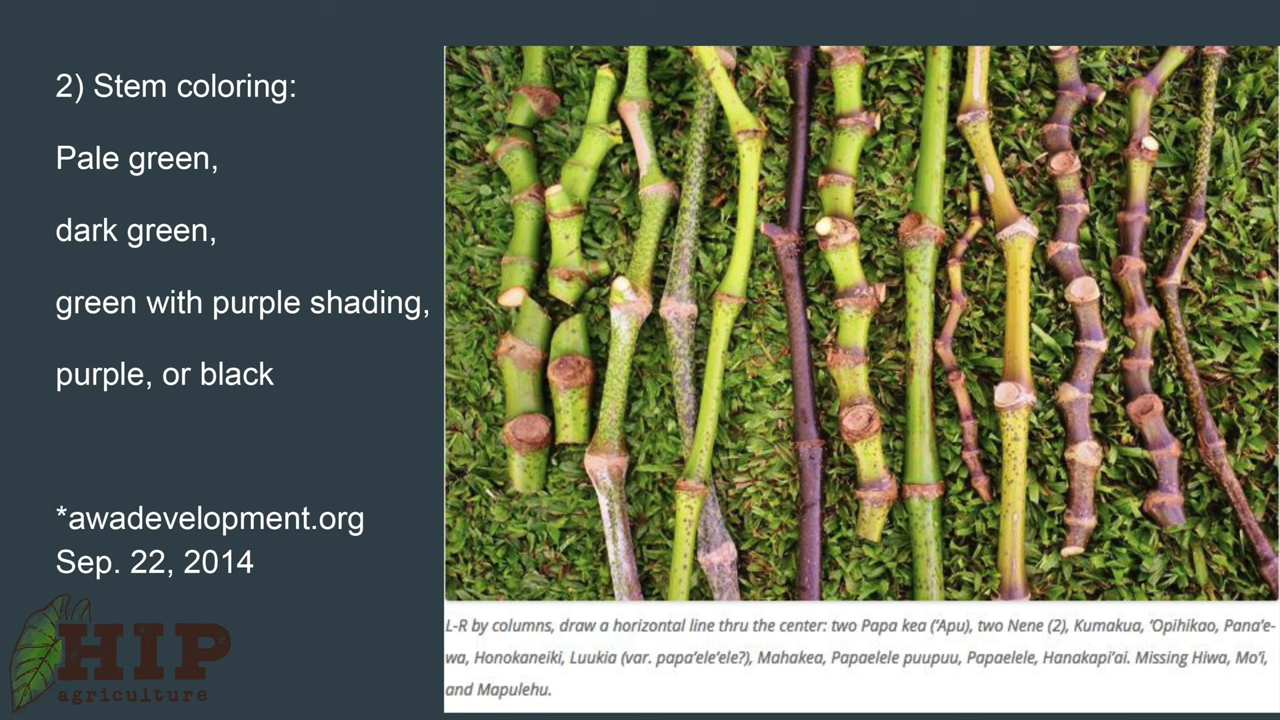 2) Stem coloring:
Pale green,
dark green,
green with purple shading,
purple, or black
*awadevelopment.org
Sep. 22, 2014
HIP
agriculture
L-R by columns, draw a horizontal line thru the center: two Papa kea (‘Apu), two Nene (2), Kumakua, ‘Opihikao, Pana’e-
wa, Honokaneiki, Luukia (var. papa’ele’ele?), Mahakea, Papaelele puupuu, Papaelele, Hanakapi’ai. Missing Hiwa, Mo’i,
and Mapulehu.